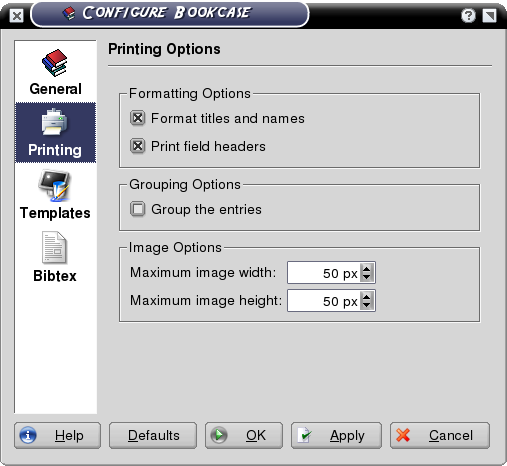 CONFIGURE BOOKCASE
Printing Options
General
Printing
Templates
Bibtex
Formatting Options
Format titles and names
Print field headers
Grouping Options
Group the entries
Image Options
Maximum image width: 50 px
Maximum image height: 50 px
Help Defaults OK Apply Cancel